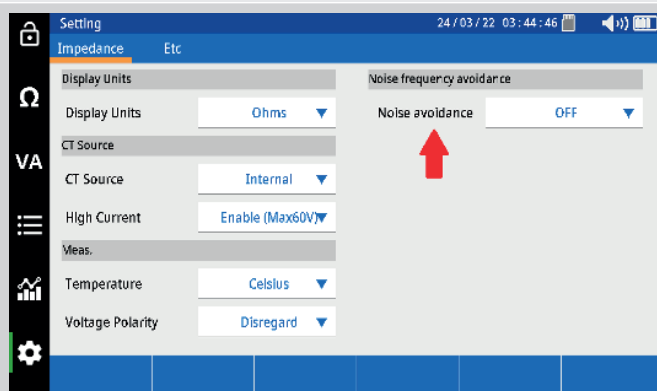 Setting
24/03/22 03:44:46
Impedance Etc
Display Units
Display Units Ohms
CT Source
CT Source Internal
High Current Enable (Max60V)
Meas.
Temperature Celsius
Voltage Polarity Disregard
Noise frequency avoidance
Noise avoidance OFF
Ω
VA